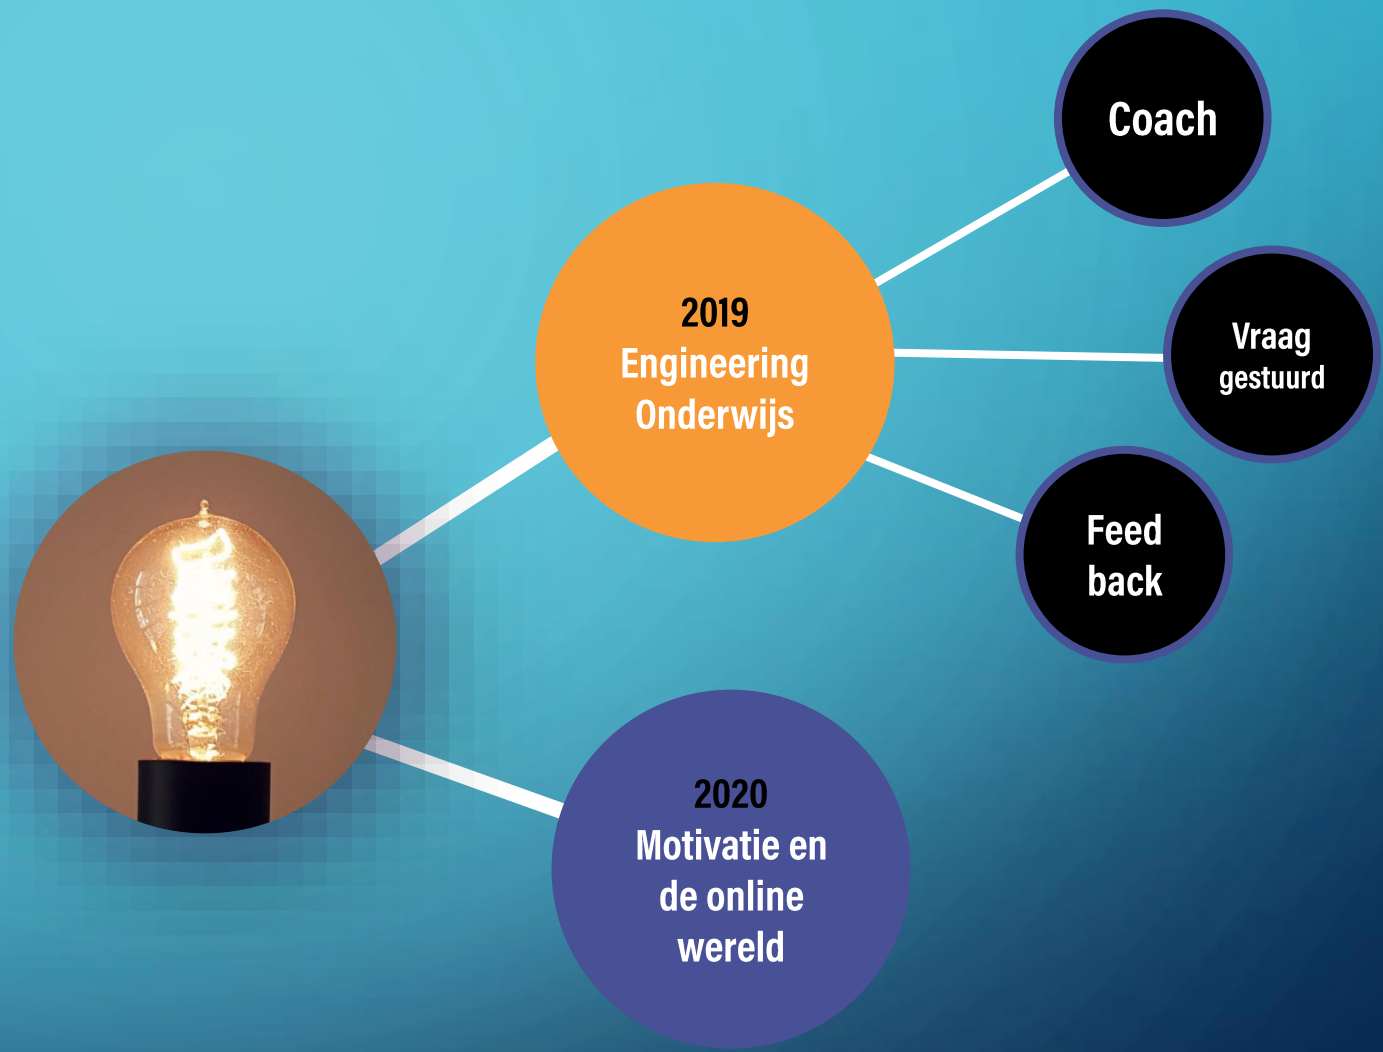 Coach
2019
Engineering
Onderwijs
Vraag
gestuurd
Feed
back
2020
Motivatie en
de online
wereld